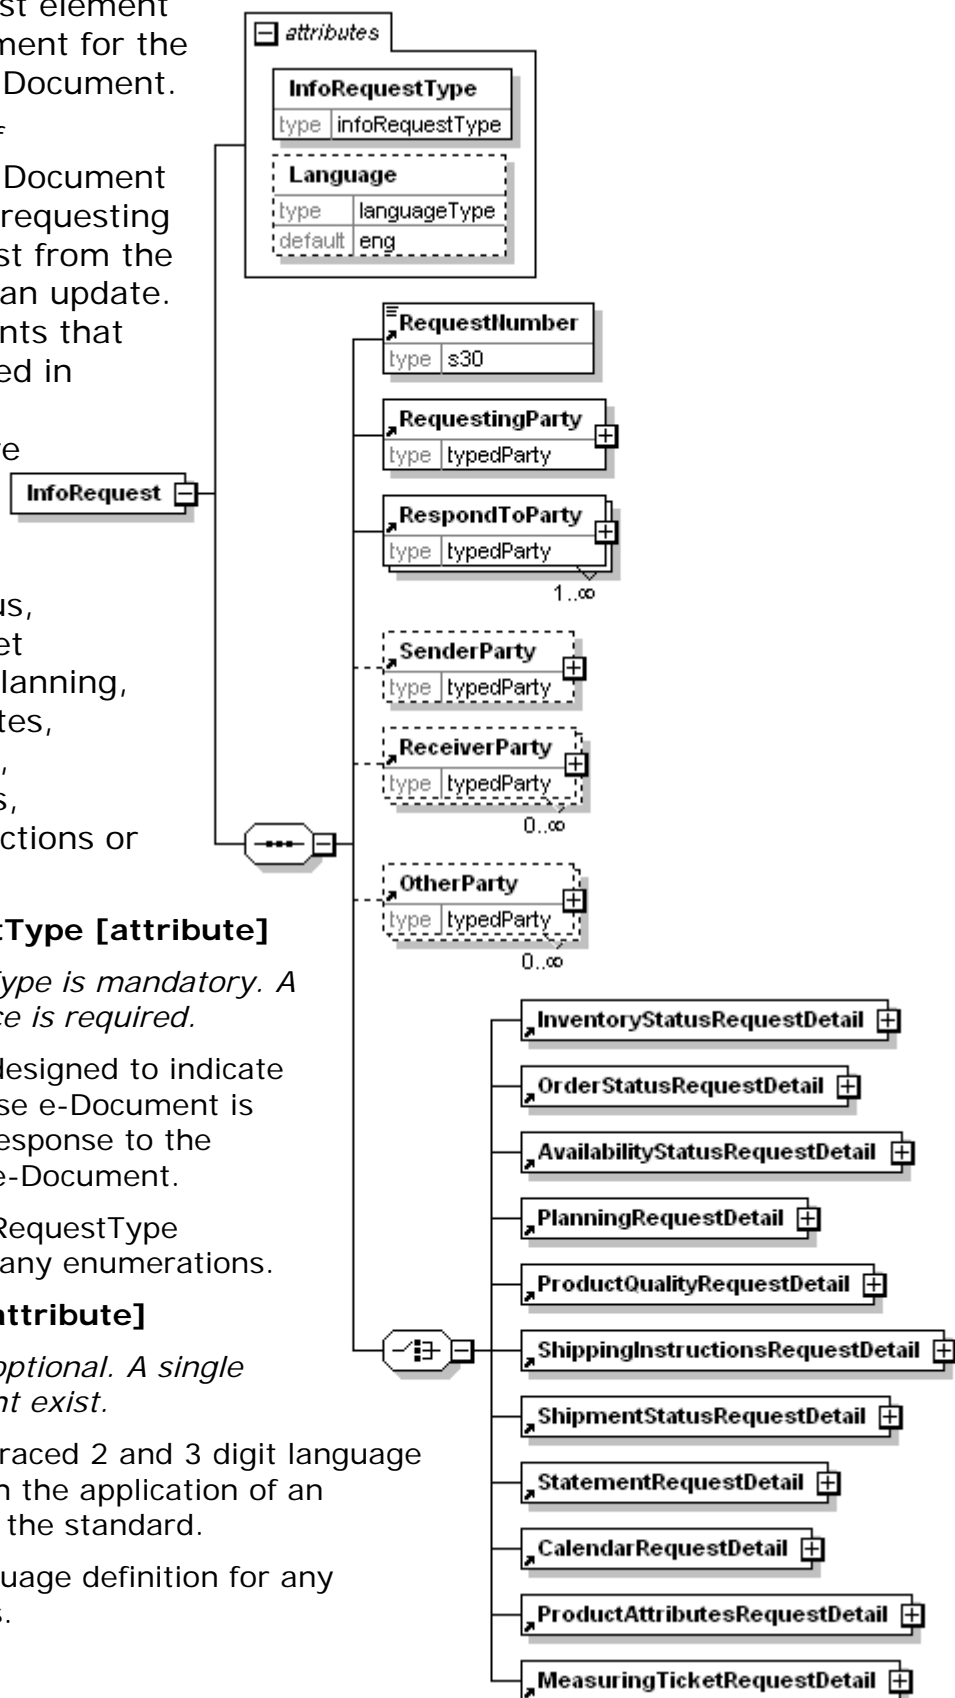 st element
ment for the
Document.
f
Document
requesting
st from the
an update.
nts that
ed in
re
us,
et
lanning,
tes,
,
s,
ctions or
tType [attribute]
Type is mandatory. A
ce is required.
designed to indicate
se e-Document is
esponse to the
e-Document.
RequestType
any enumerations.
attribute]
optional. A single
nt exist.
raced 2 and 3 digit language
n the application of an
the standard.
uage definition for any
s.
InfoRequest
attributes
InfoRequestType
type infoRequestType
Language
type languageType
default eng
RequestNumber
type s30
RequestingParty
type typedParty
RespondToParty
type typedParty
1..∞
SenderParty
type typedParty
ReceiverParty
type typedParty
0..∞
OtherParty
type typedParty
0..∞
InventoryStatusRequestDetail
OrderStatusRequestDetail
AvailabilityStatusRequestDetail
PlanningRequestDetail
ProductQualityRequestDetail
ShippingInstructionsRequestDetail
ShipmentStatusRequestDetail
StatementRequestDetail
CalendarRequestDetail
ProductAttributesRequestDetail
MeasuringTicketRequestDetail